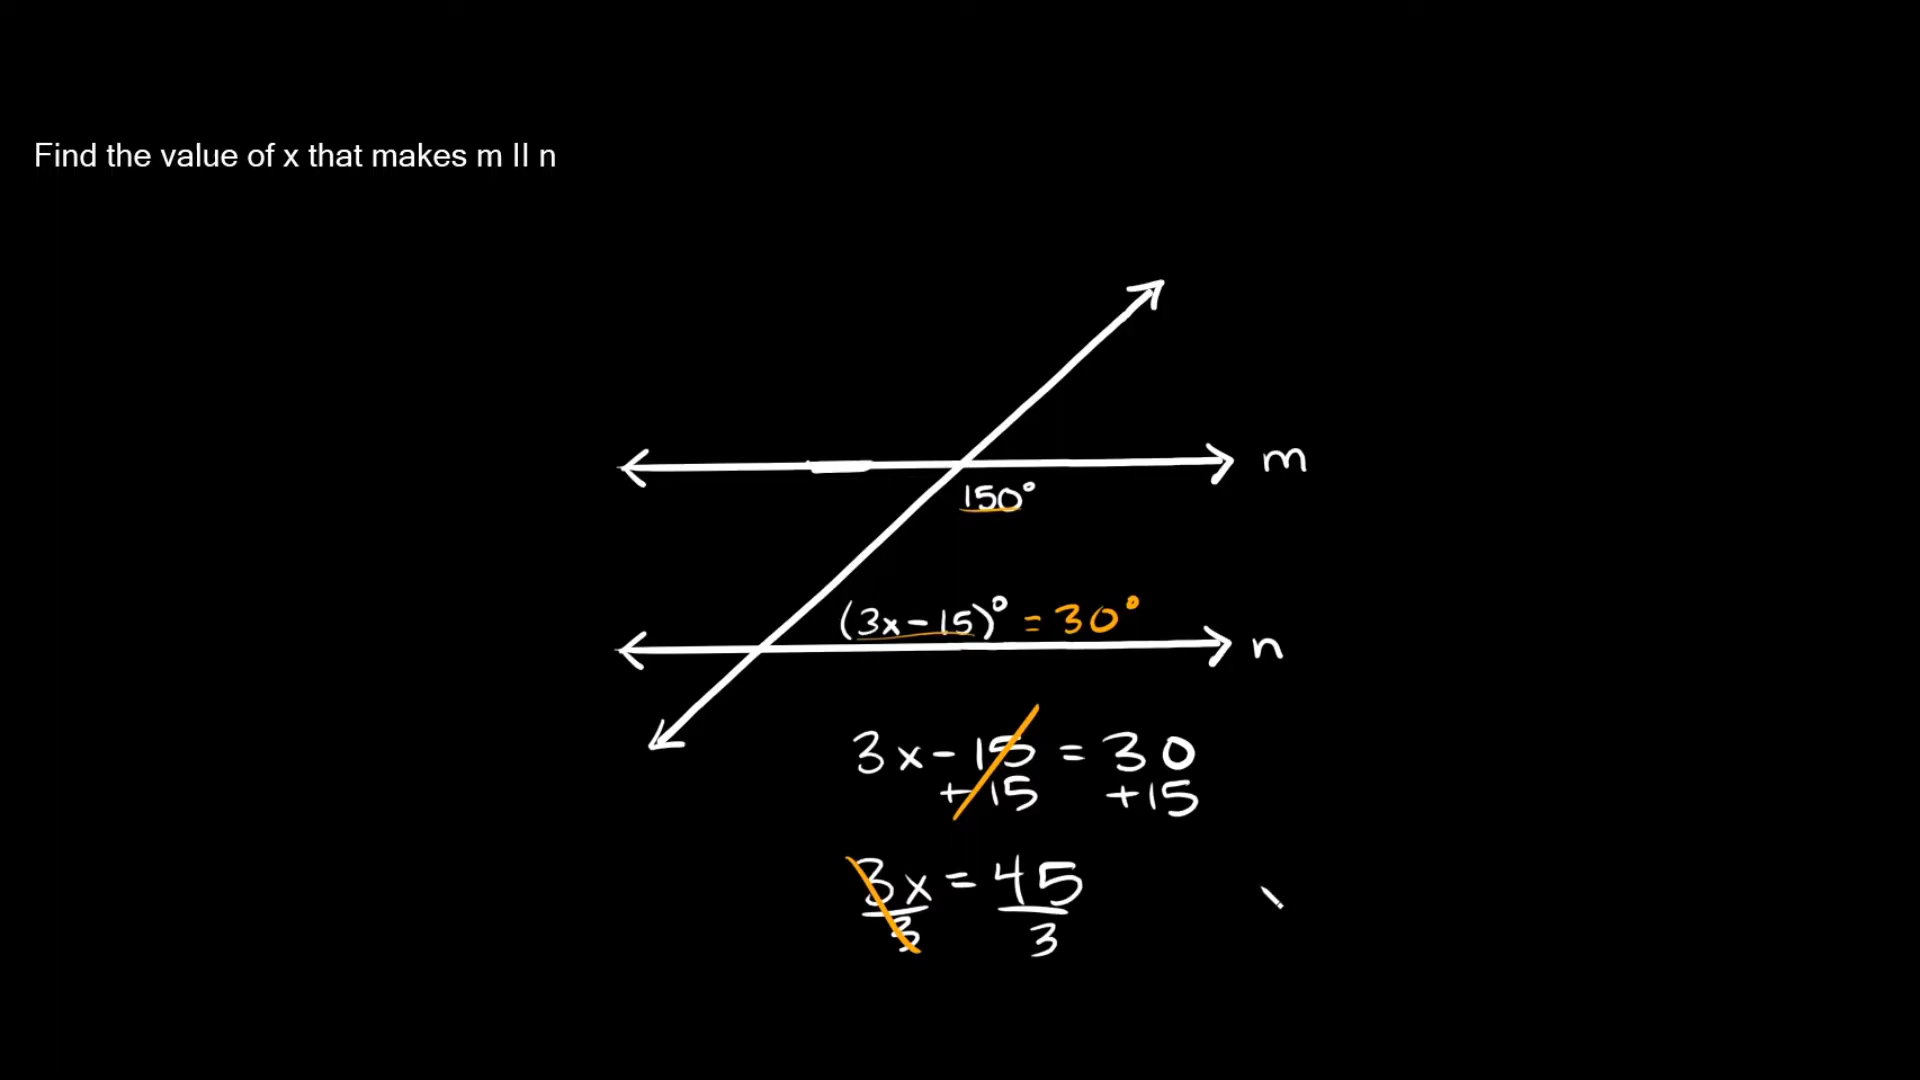 Find the value of x that makes m ll n
m
150°
(3x-15)° = 30°
n
3x-15 = 30
+15 +15
3x = 45
3 3